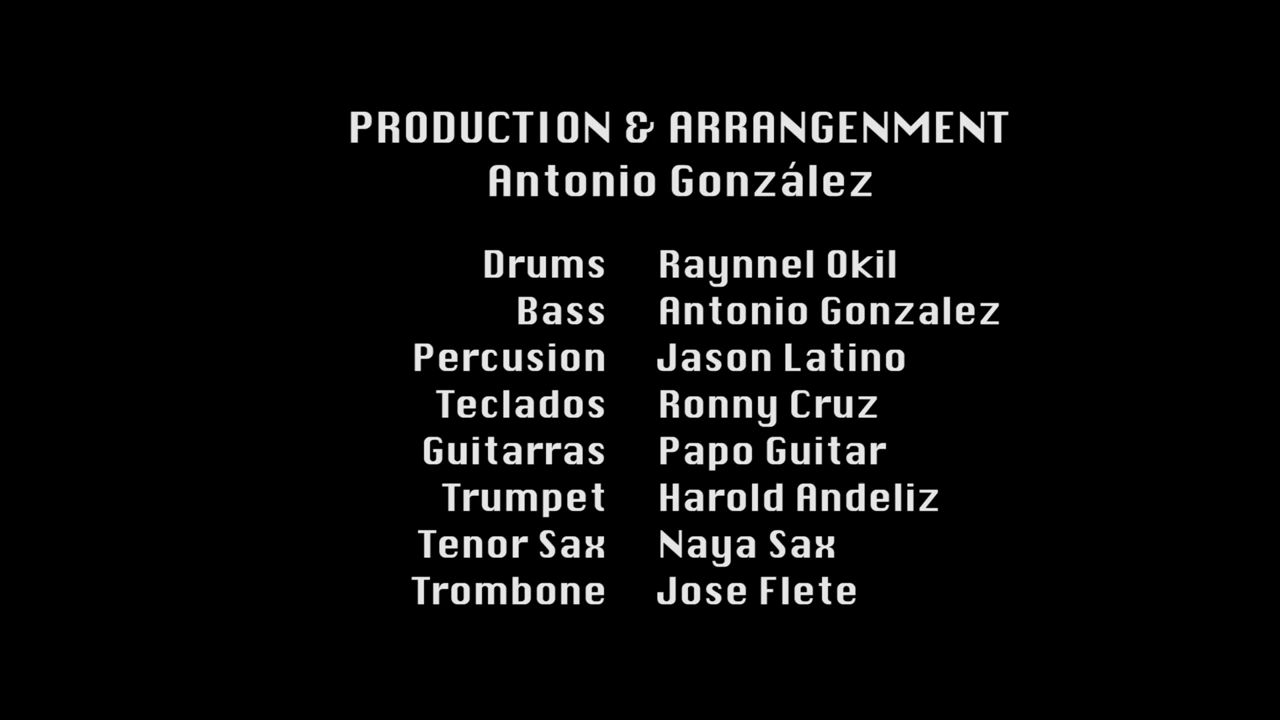 PRODUCTION & ARRANGENMENT
Antonio González
Drums Raynnel Okil
Bass Antonio Gonzalez
Percusion Jason Latino
Teclados Ronny Cruz
Guitarras Papo Guitar
Trumpet Harold Andeliz
Tenor Sax Naya Sax
Trombone Jose Flete